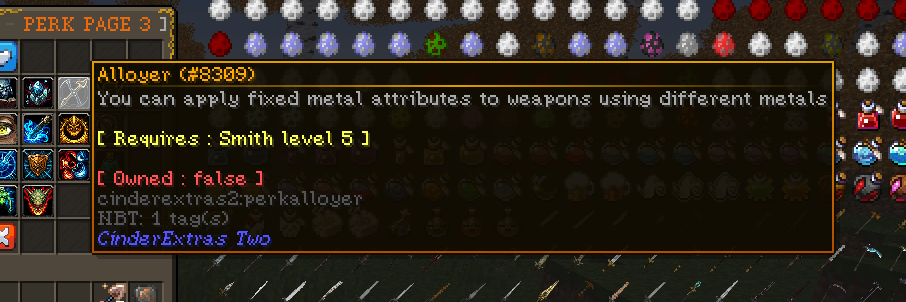 [ PERK PAGE 3 ]
Alloyer (#8309)
You can apply fixed metal attributes to weapons using different metals
[ Requires : Smith level 5 ]
[ Owned : false ]
cinderextras2:perkalloyer
NBT: 1 tag(s)
CinderExtras Two